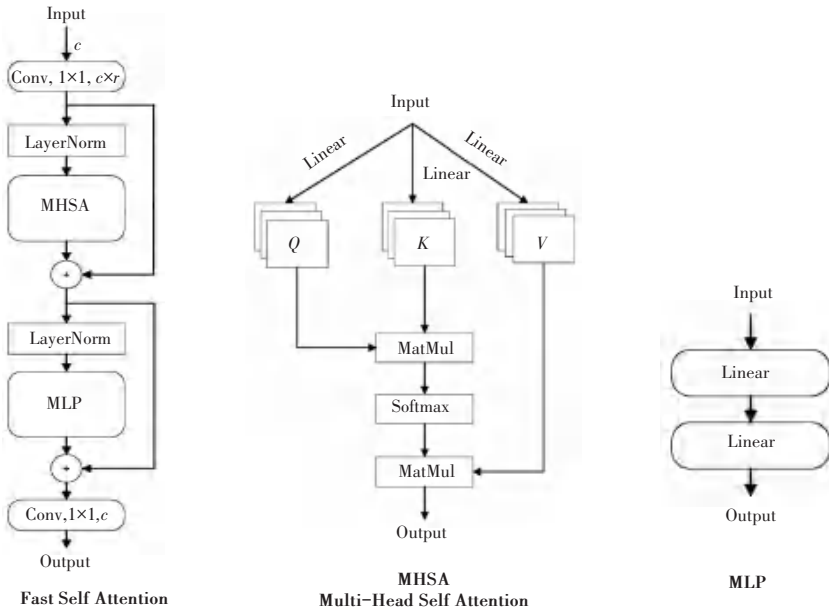 Input
c
Conv, 1×1, c×r
LayerNorm
MHSA
+
LayerNorm
MLP
+
Conv,1×1,c
Output
Fast Self Attention
Input
Linear
Linear
Linear
Q
K
V
MatMul
Softmax
MatMul
Output
MHSA
Multi-Head Self Attention
Input
Linear
Linear
Output
MLP